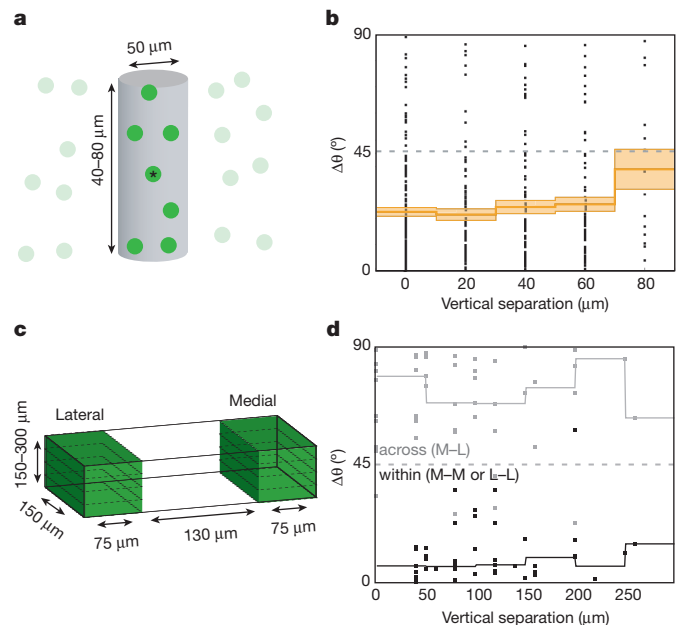 a
50 μm
40–80 μm
*
b
90
45
0
Δθ (º)
0 20 40 60 80
Vertical separation (μm)
c
Lateral
Medial
150–300 μm
150 μm
75 μm
130 μm
75 μm
d
90
45
0
Δθ (º)
across (M–L)
within (M–M or L–L)
0 50 100 150 200 250
Vertical separation (μm)